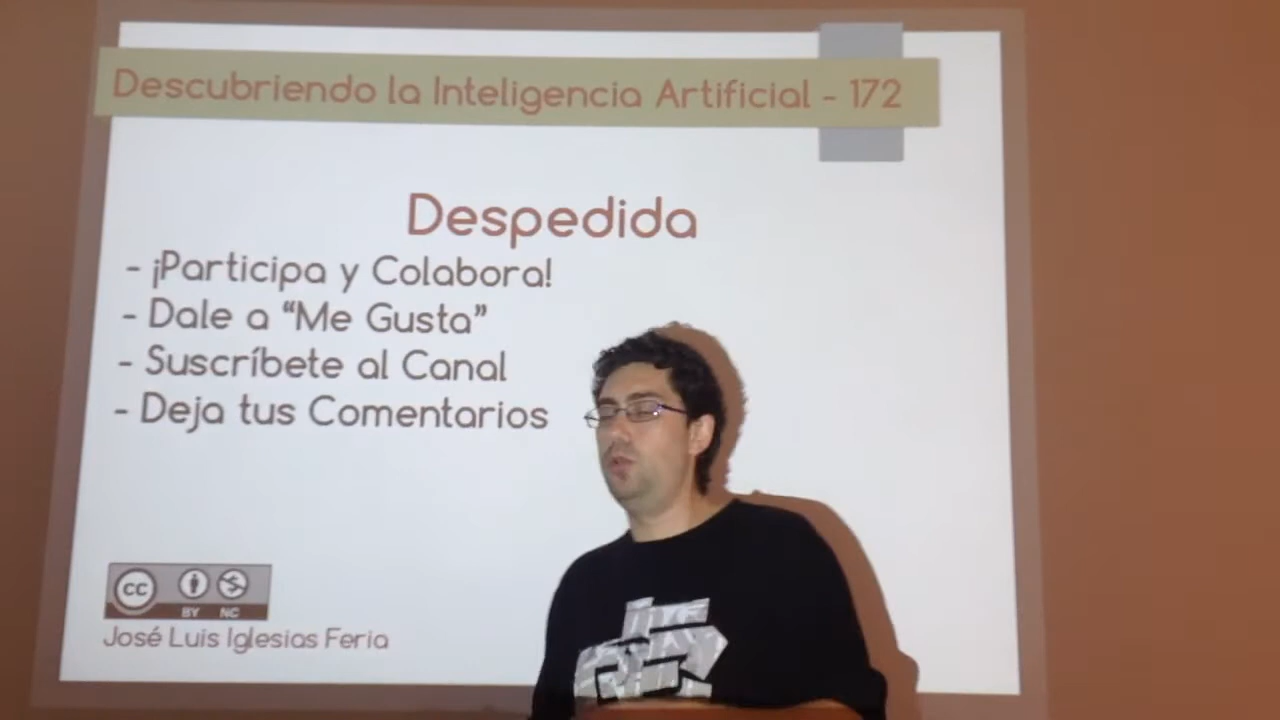 Descubriendo la Inteligencia Artificial - 172
Despedida
- ¡Participa y Colabora!
- Dale a “Me Gusta”
- Suscríbete al Canal
- Deja tus Comentarios
cc
BY NC
José Luis Iglesias Feria